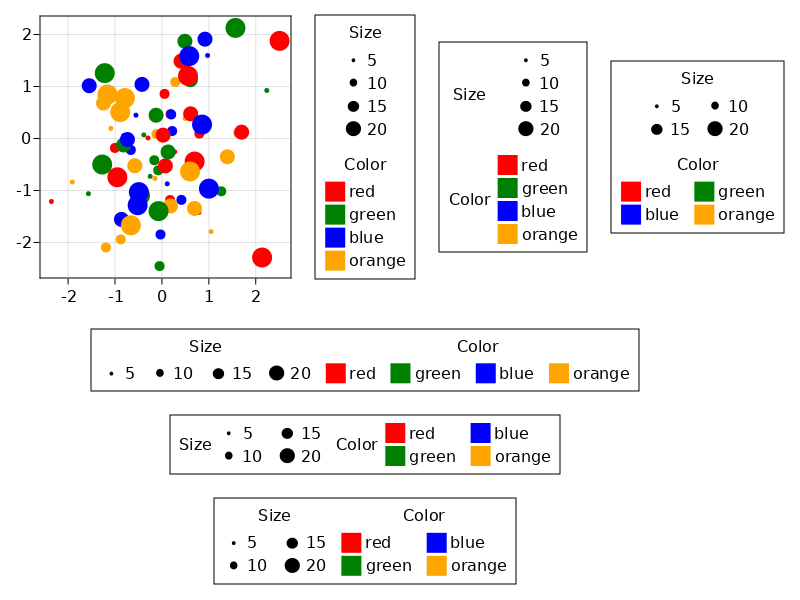 2
1
0
-1
-2
-2 -1 0 1 2
Size
5
10
15
20
Color
red
green
blue
orange
Size
5
10
15
20
Color
red
green
blue
orange
Size
5 10
15 20
Color
red green
blue orange
Size Color
5 10 15 20 red green blue orange
Size 5 15 Color red blue
10 20 green orange
Size Color
5 15 red blue
10 20 green orange